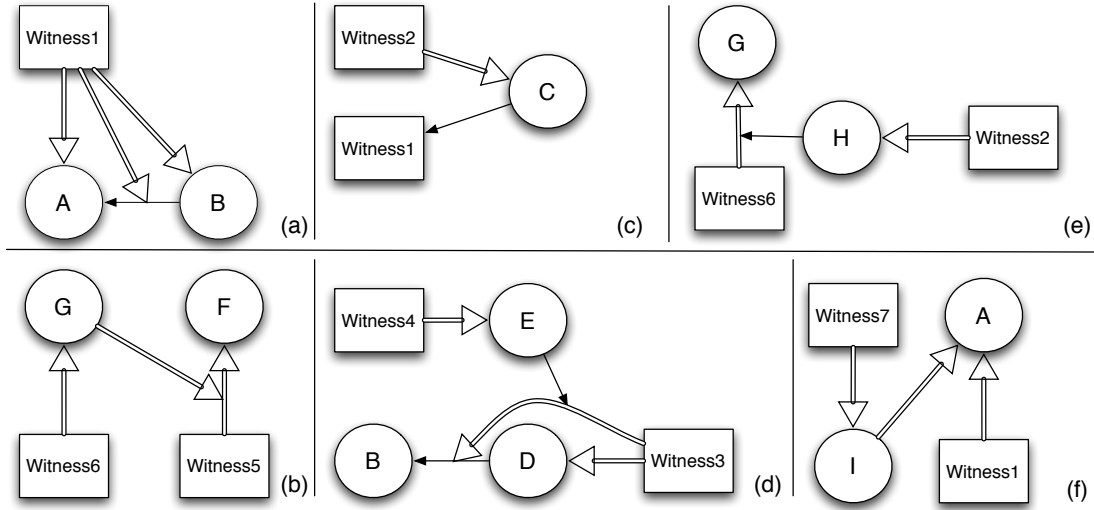 Witness1
A
B
(a)
Witness2
C
Witness1
(c)
G
H
Witness2
Witness6
(e)
G
F
Witness6
Witness5
(b)
Witness4
E
B
D
Witness3
(d)
Witness7
A
I
Witness1
(f)